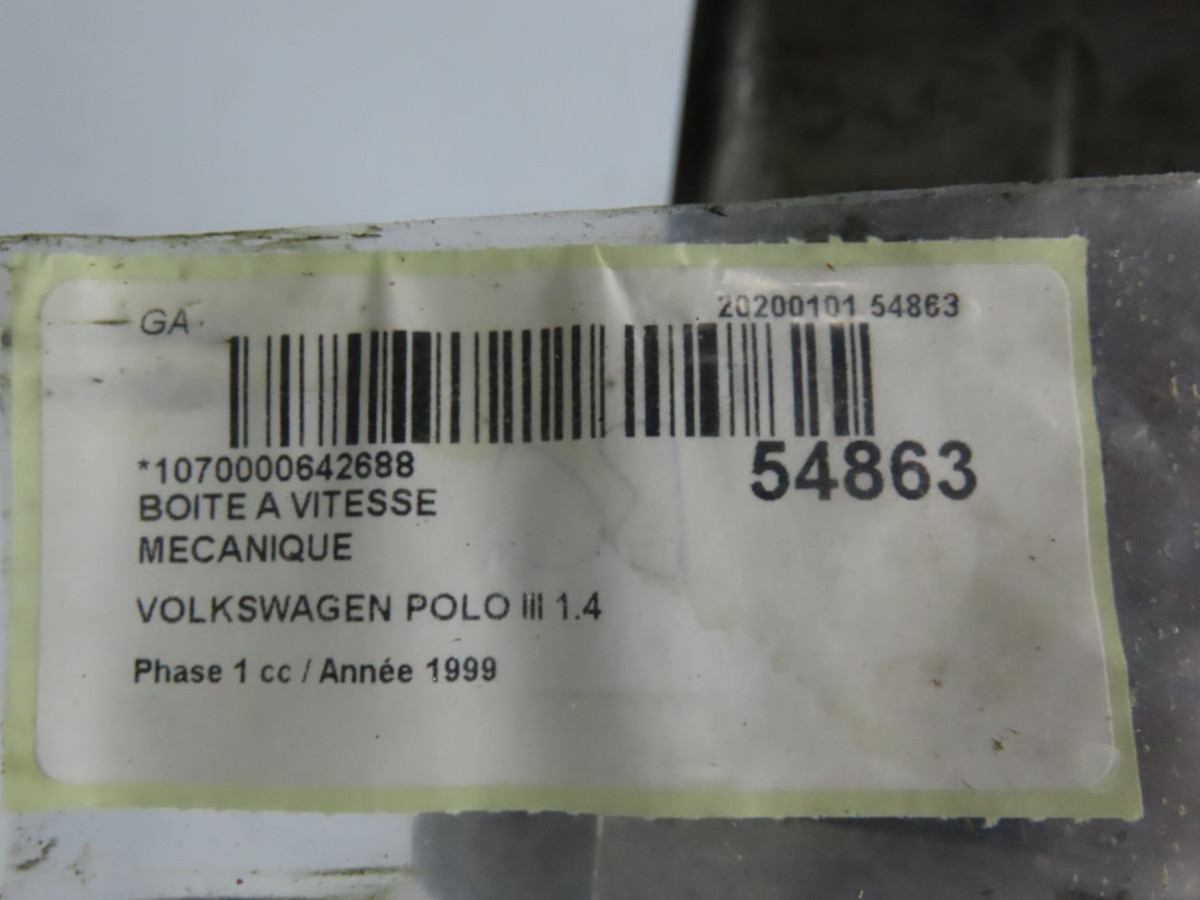 GA
20200101 54863
*1070000642688
54863
BOITE A VITESSE
MECANIQUE
VOLKSWAGEN POLO III 1.4
Phase 1 cc / Année 1999